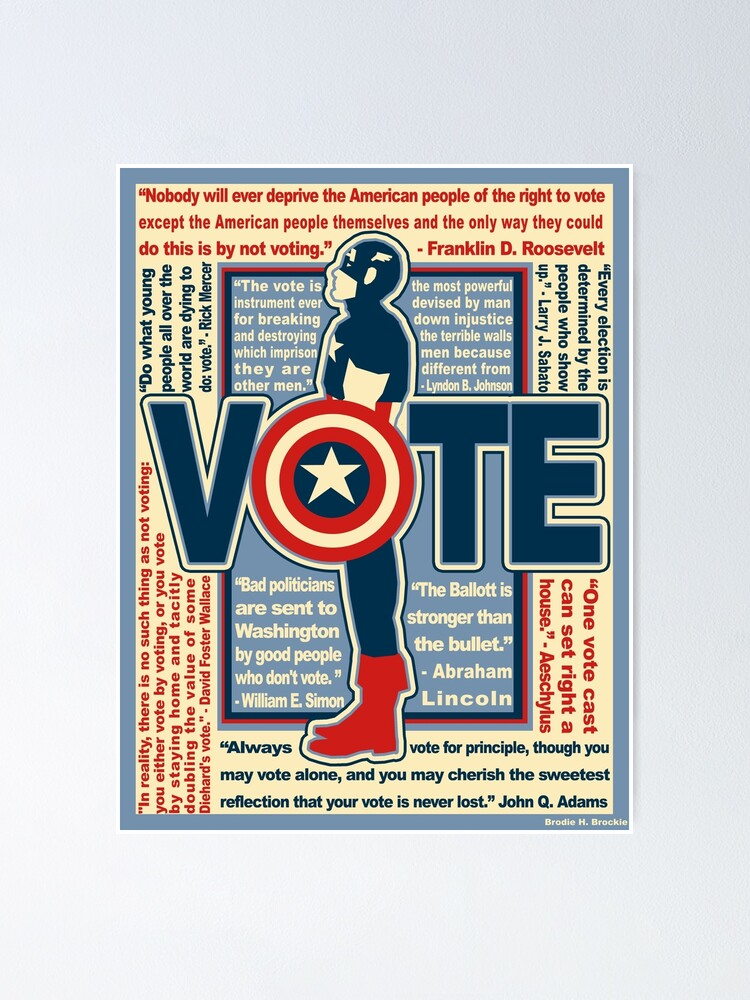 “Nobody will ever deprive the American people of the right to vote
except the American people themselves and the only way they could
do this is by not voting.” - Franklin D. Roosevelt
“Do what young
people all over the
world are dying to
do: vote.” - Rick Mercer
“The vote is the most powerful
instrument ever devised by man
for breaking down injustice
and destroying the terrible walls
which imprison men because
they are different from
other men.” - Lyndon B. Johnson
“Every election is
determined by the
people who show
up.” - Larry J. Sabato
VOTE
"In reality, there is no such thing as not voting:
you either vote by voting, or you vote
by staying home and tacitly
doubling the value of some
Diehard's vote." - David Foster Wallace
“Bad politicians
are sent to
Washington
by good people
who don't vote. ”
- William E. Simon
“The Ballott is
stronger than
the bullet.”
- Abraham
Lincoln
“One vote cast
can set right a
house.” - Aeschylus
“Always vote for principle, though you
may vote alone, and you may cherish the sweetest
reflection that your vote is never lost.” John Q. Adams
Brodie H. Brockie